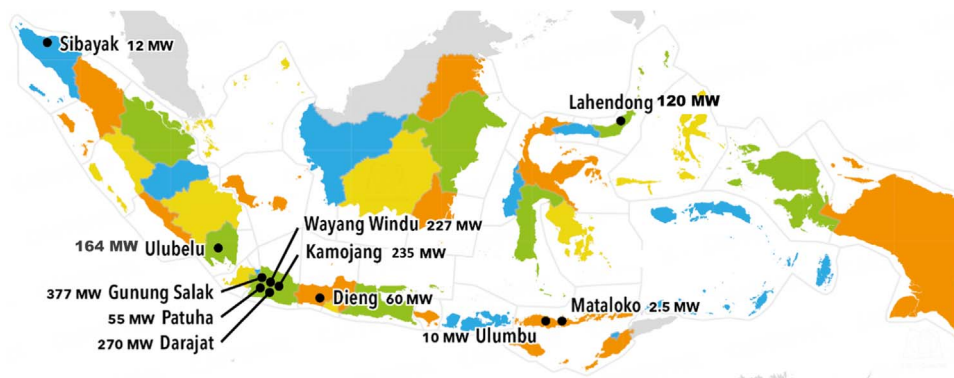 Sibayak 12 MW
Lahendong 120 MW
Wayang Windu 227 MW
164 MW Ulubelu
Kamojang 235 MW
377 MW Gunung Salak
Dieng 60 MW
Mataloko 2.5 MW
55 MW Patuha
10 MW Ulumbu
270 MW Darajat